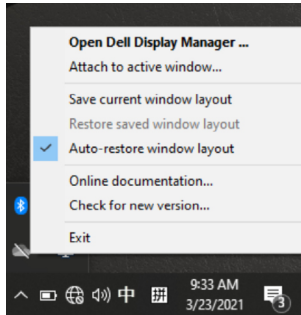 Open Dell Display Manager ...
Attach to active window...
Save current window layout
Restore saved window layout
Auto-restore window layout
Online documentation...
Check for new version...
Exit
中 拼 9:33 AM
3/23/2021 3